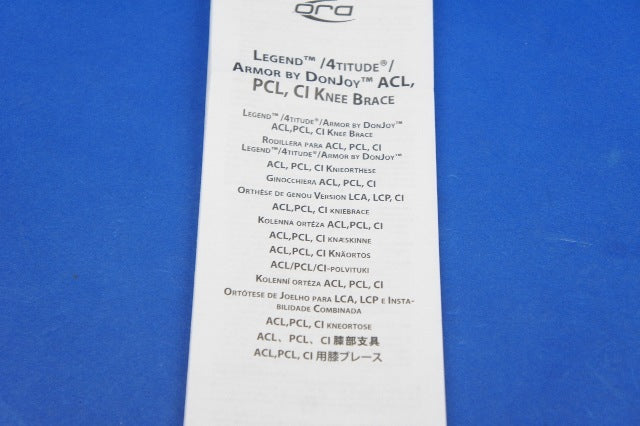 ora
LEGEND™ /4TITUDE®/
ARMOR BY DONJOY™ ACL,
PCL, CI KNEE BRACE
LEGEND™ /4TITUDE®/ARMOR BY DONJOY™
ACL,PCL, CI KNEE BRACE
RODILLERA PARA ACL, PCL, CI
LEGEND™/4TITUDE®/ARMOR BY DONJOY™
ACL, PCL, CI KNIEORTHESE
GINOCCHIERA ACL, PCL, CI
ORTHÈSE DE GENOU VERSION LCA, LCP, CI
ACL,PCL, CI KNIEBRACE
KOLENNA ORTÉZA ACL,PCL, CI
ACL,PCL, CI KNÆSKINNE
ACL,PCL, CI KNÄORTOS
ACL/PCL/CI-POLVITUKI
KOLENNÍ ORTÉZA ACL, PCL, CI
ORTÓTESE DE JOELHO PARA LCA, LCP E INSTA-
BILIDADE COMBINADA
ACL,PCL, CI KNEORTOSE
ACL、PCL、CI 膝部支具
ACL,PCL, CI 用膝ブレース